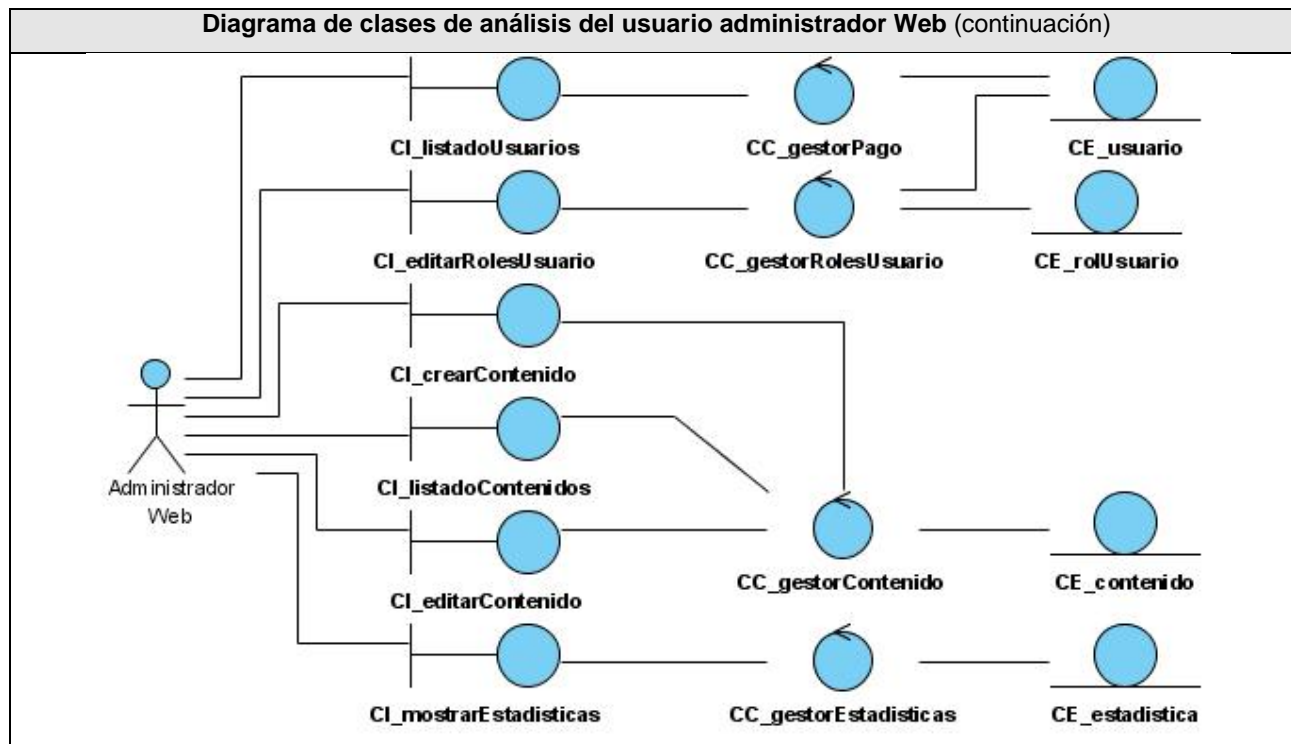 Diagrama de clases de análisis del usuario administrador Web (continuación)
CI_listadoUsuarios
CC_gestorPago
CE_usuario
CI_editarRolesUsuario
CC_gestorRolesUsuario
CE_rolUsuario
CI_crearContenido
Administrador
Web
CI_listadoContenidos
CI_editarContenido
CC_gestorContenido
CE_contenido
CI_mostrarEstadisticas
CC_gestorEstadisticas
CE_estadistica